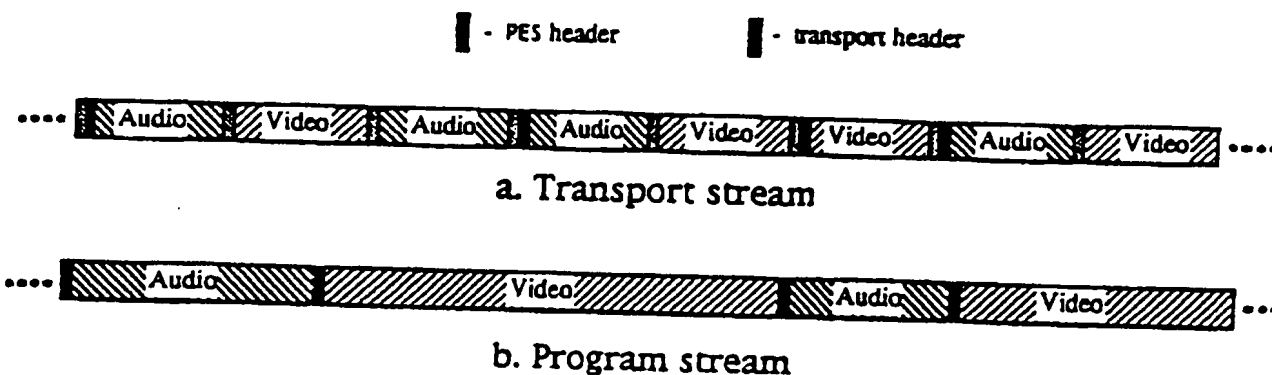 - PES header - transport header
.... Audio Video Audio Audio Video Video Audio Video ....
a. Transport stream
.... Audio Video Audio Video ....
b. Program stream